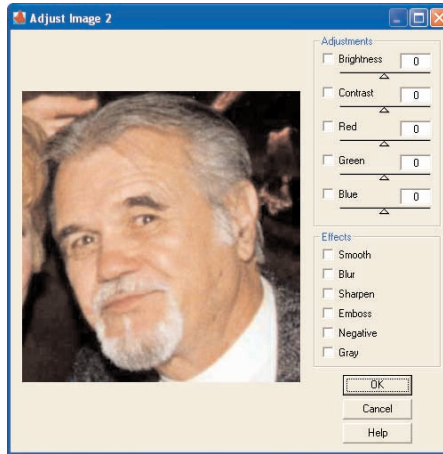 Adjust Image 2
Adjustments
Brightness 0
Contrast 0
Red 0
Green 0
Blue 0
Effects
Smooth
Blur
Sharpen
Emboss
Negative
Gray
OK
Cancel
Help